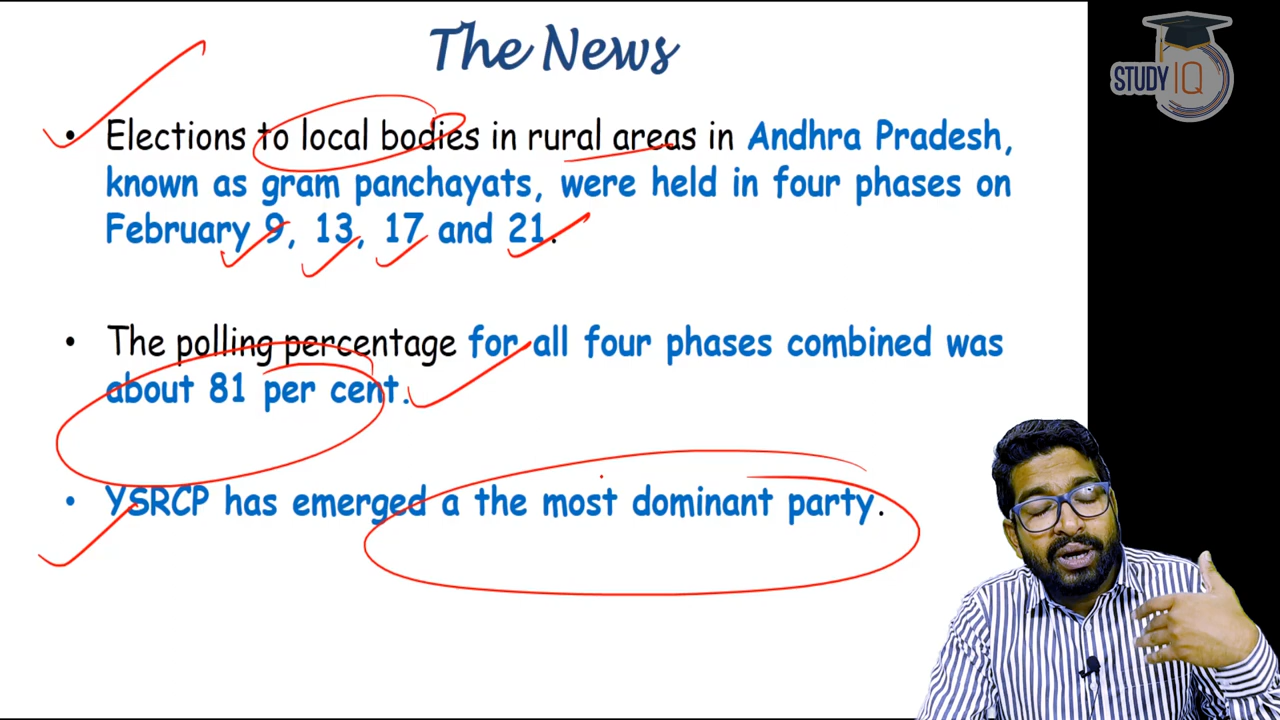 The News
STUDY IQ
• Elections to local bodies in rural areas in Andhra Pradesh,
known as gram panchayats, were held in four phases on
February 9, 13, 17 and 21.
• The polling percentage for all four phases combined was
about 81 per cent.
• YSRCP has emerged a the most dominant party.